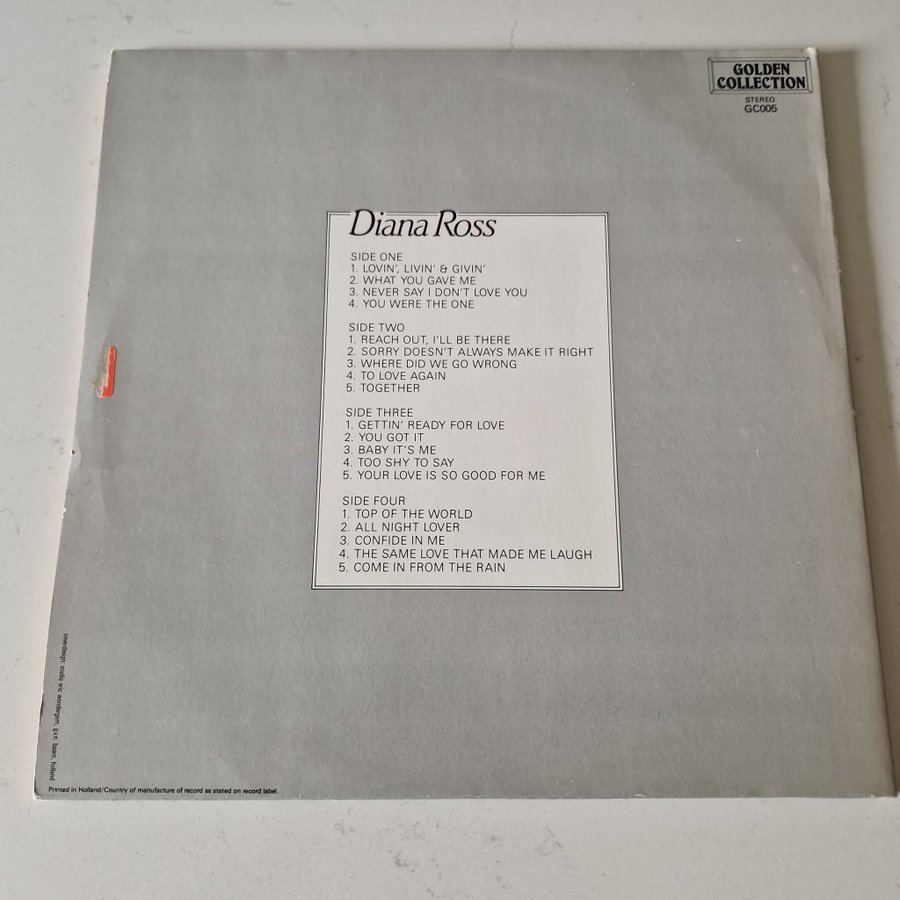 GOLDEN
COLLECTION
STEREO
GC005
Diana Ross
SIDE ONE
1. LOVIN', LIVIN' & GIVIN'
2. WHAT YOU GAVE ME
3. NEVER SAY I DON'T LOVE YOU
4. YOU WERE THE ONE
SIDE TWO
1. REACH OUT, I'LL BE THERE
2. SORRY DOESN'T ALWAYS MAKE IT RIGHT
3. WHERE DID WE GO WRONG
4. TO LOVE AGAIN
5. TOGETHER
SIDE THREE
1. GETTIN' READY FOR LOVE
2. YOU GOT IT
3. BABY IT'S ME
4. TOO SHY TO SAY
5. YOUR LOVE IS SO GOOD FOR ME
SIDE FOUR
1. TOP OF THE WORLD
2. ALL NIGHT LOVER
3. CONFIDE IN ME
4. THE SAME LOVE THAT MADE ME LAUGH
5. COME IN FROM THE RAIN
coverdesign: studio eric wondergem, g.v.n. baarn, holland
Printed in Holland/Country of manufacture of record as stated on record label.